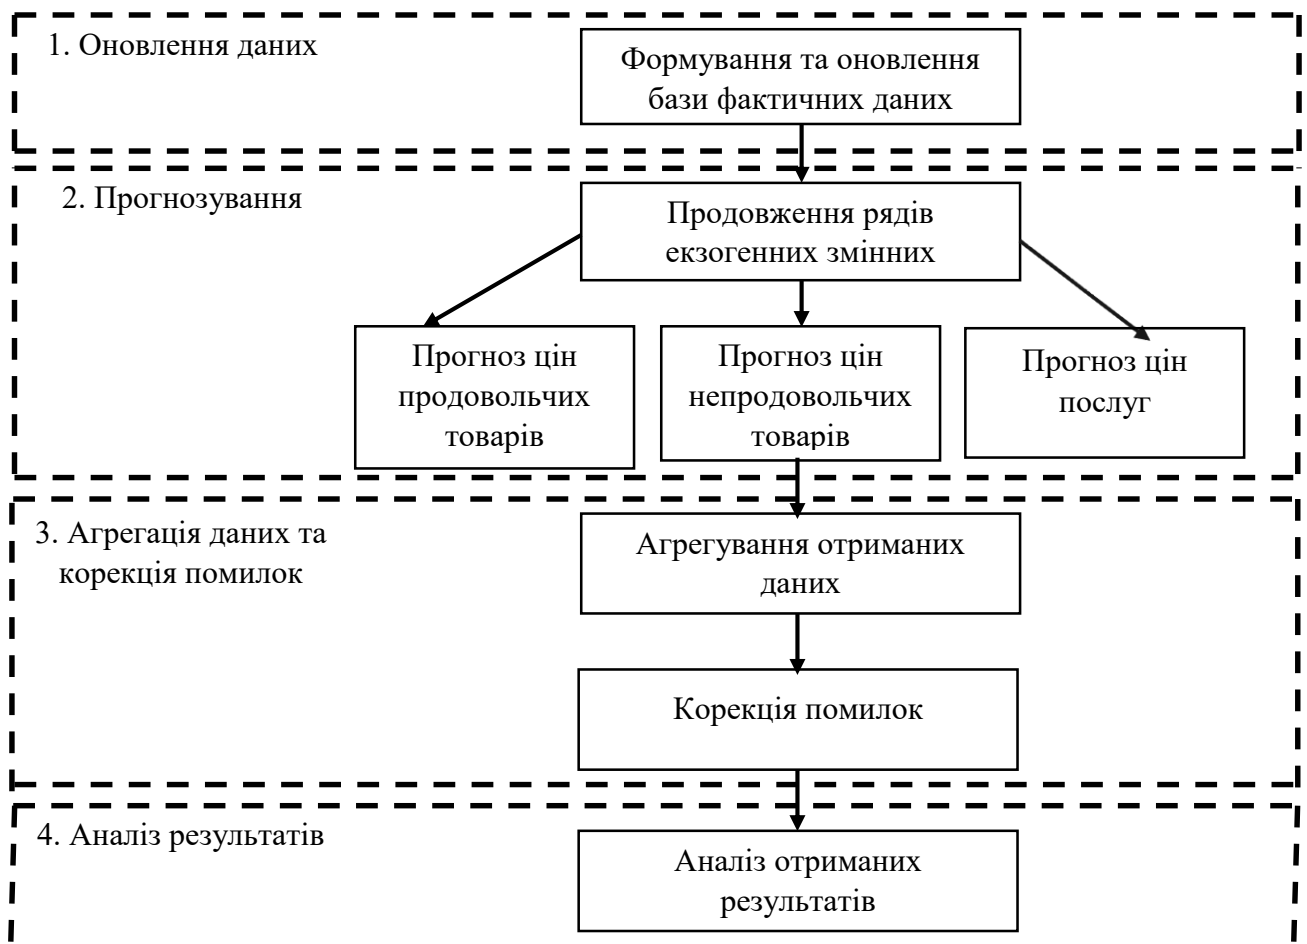 1. Оновлення даних
Формування та оновлення
бази фактичних даних
2. Прогнозування
Продовження рядів
екзогенних змінних
Прогноз цін
продовольчих
товарів
Прогноз цін
непродовольчих
товарів
Прогноз цін
послуг
3. Агрегація даних та
корекція помилок
Агрегування отриманих
даних
Корекція помилок
4. Аналіз результатів
Аналіз отриманих
результатів